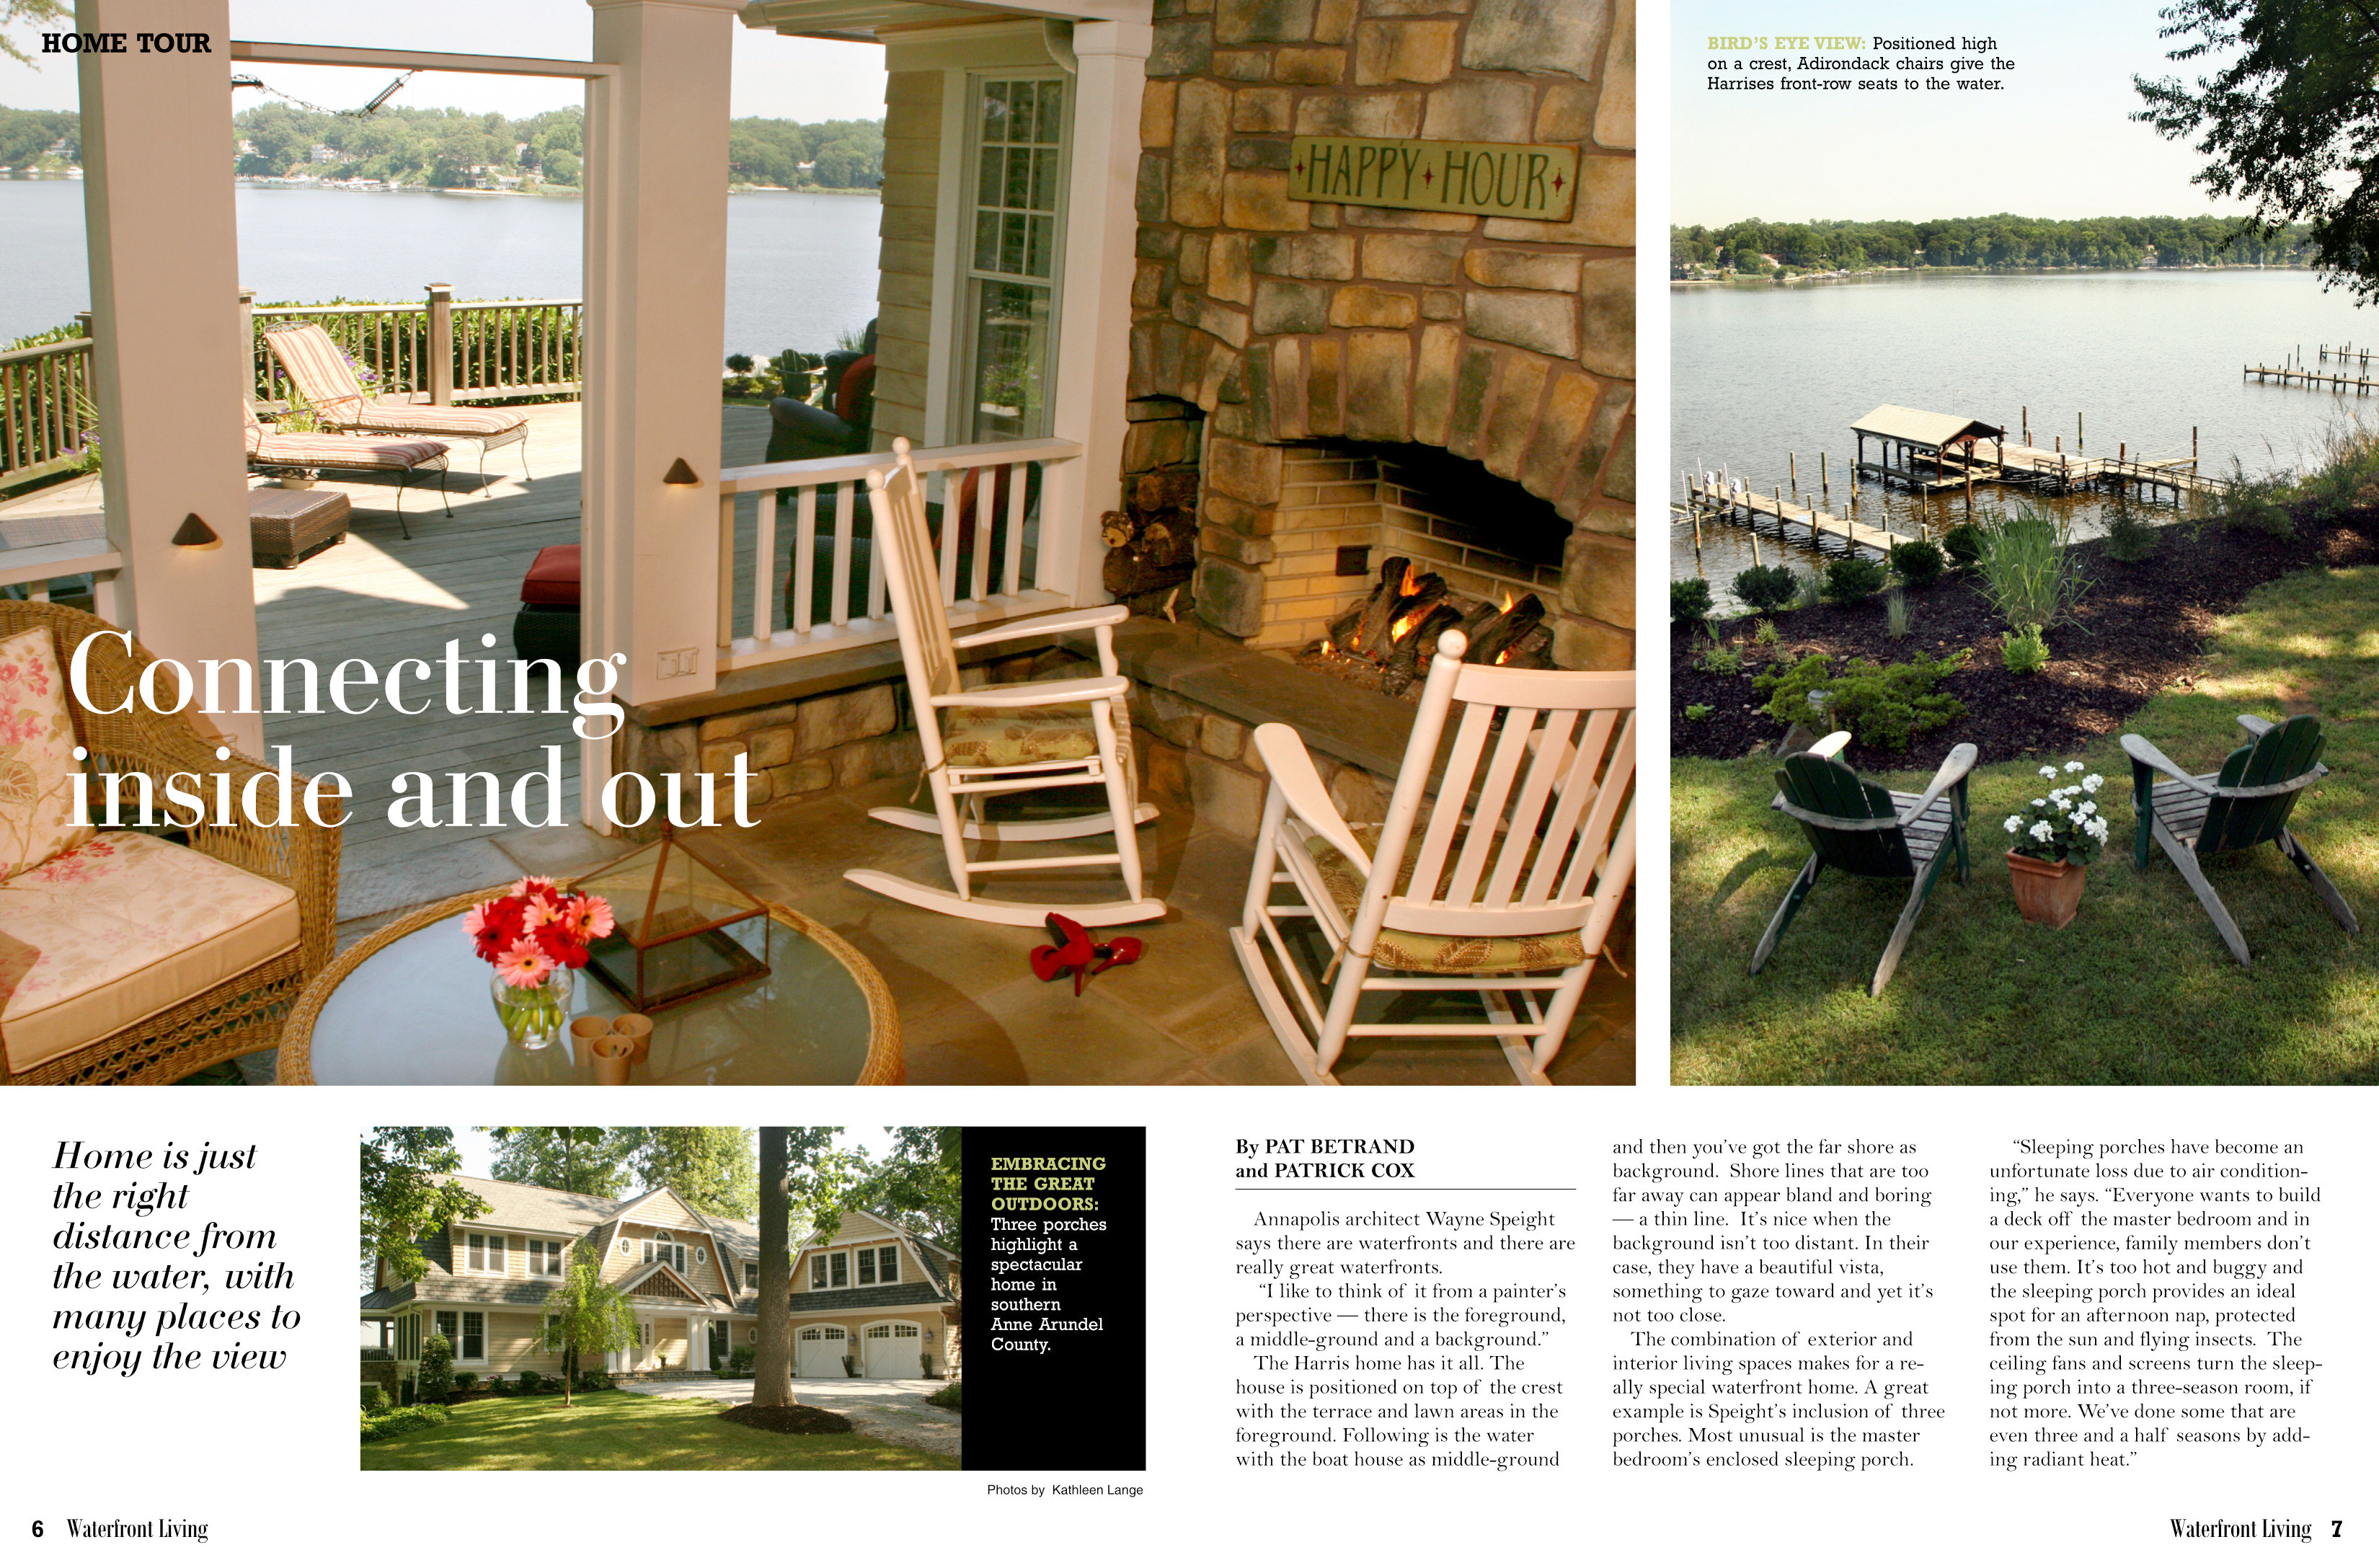 HOME TOUR
HAPPY HOUR
BIRD’S EYE VIEW: Positioned high
on a crest, Adirondack chairs give the
Harrises front-row seats to the water.
Connecting
inside and out
Home is just
the right
distance from
the water, with
many places to
enjoy the view
EMBRACING
THE GREAT
OUTDOORS:
Three porches
highlight a
spectacular
home in
southern
Anne Arundel
County.
Photos by Kathleen Lange
By PAT BETRAND
and PATRICK COX
Annapolis architect Wayne Speight
says there are waterfronts and there are
really great waterfronts.
“I like to think of it from a painter’s
perspective — there is the foreground,
a middle-ground and a background.”
The Harris home has it all. The
house is positioned on top of the crest
with the terrace and lawn areas in the
foreground. Following is the water
with the boat house as middle-ground
and then you’ve got the far shore as
background. Shore lines that are too
far away can appear bland and boring
— a thin line. It’s nice when the
background isn’t too distant. In their
case, they have a beautiful vista,
something to gaze toward and yet it’s
not too close.
The combination of exterior and
interior living spaces makes for a re-
ally special waterfront home. A great
example is Speight’s inclusion of three
porches. Most unusual is the master
bedroom’s enclosed sleeping porch.
“Sleeping porches have become an
unfortunate loss due to air condition-
ing,” he says. “Everyone wants to build
a deck off the master bedroom and in
our experience, family members don’t
use them. It’s too hot and buggy and
the sleeping porch provides an ideal
spot for an afternoon nap, protected
from the sun and flying insects. The
ceiling fans and screens turn the sleep-
ing porch into a three-season room, if
not more. We’ve done some that are
even three and a half seasons by add-
ing radiant heat.”
6 Waterfront Living
Waterfront Living 7